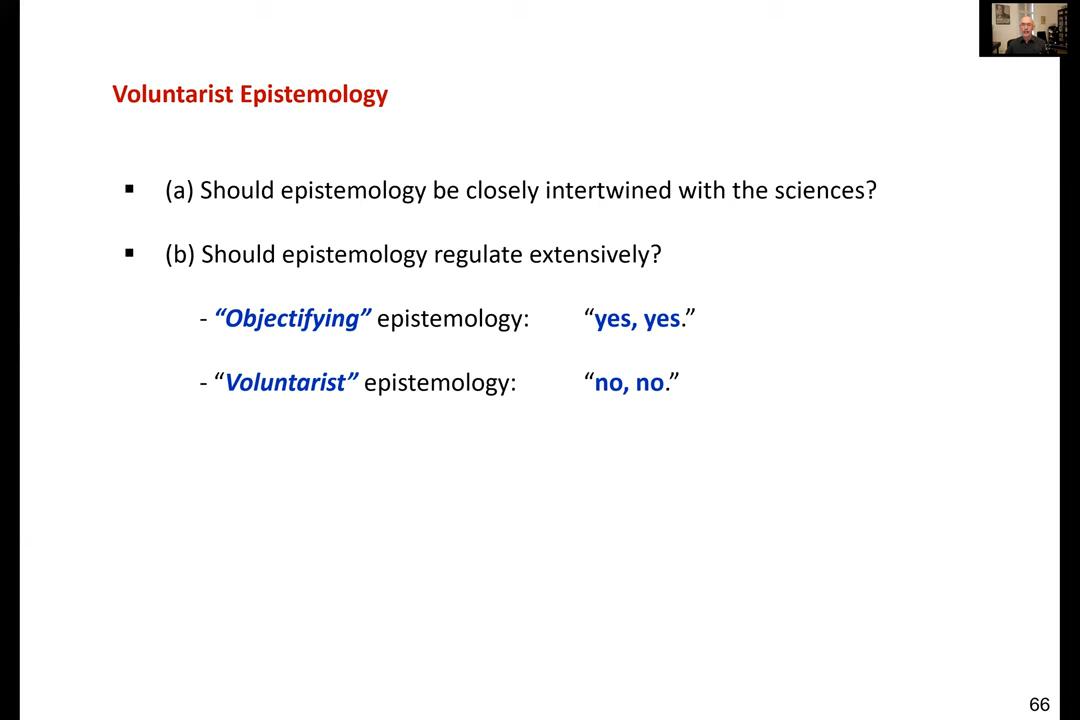 Voluntarist Epistemology
▪ (a) Should epistemology be closely intertwined with the sciences?
▪ (b) Should epistemology regulate extensively?
- “Objectifying” epistemology: “yes, yes.”
- “Voluntarist” epistemology: “no, no.”
66